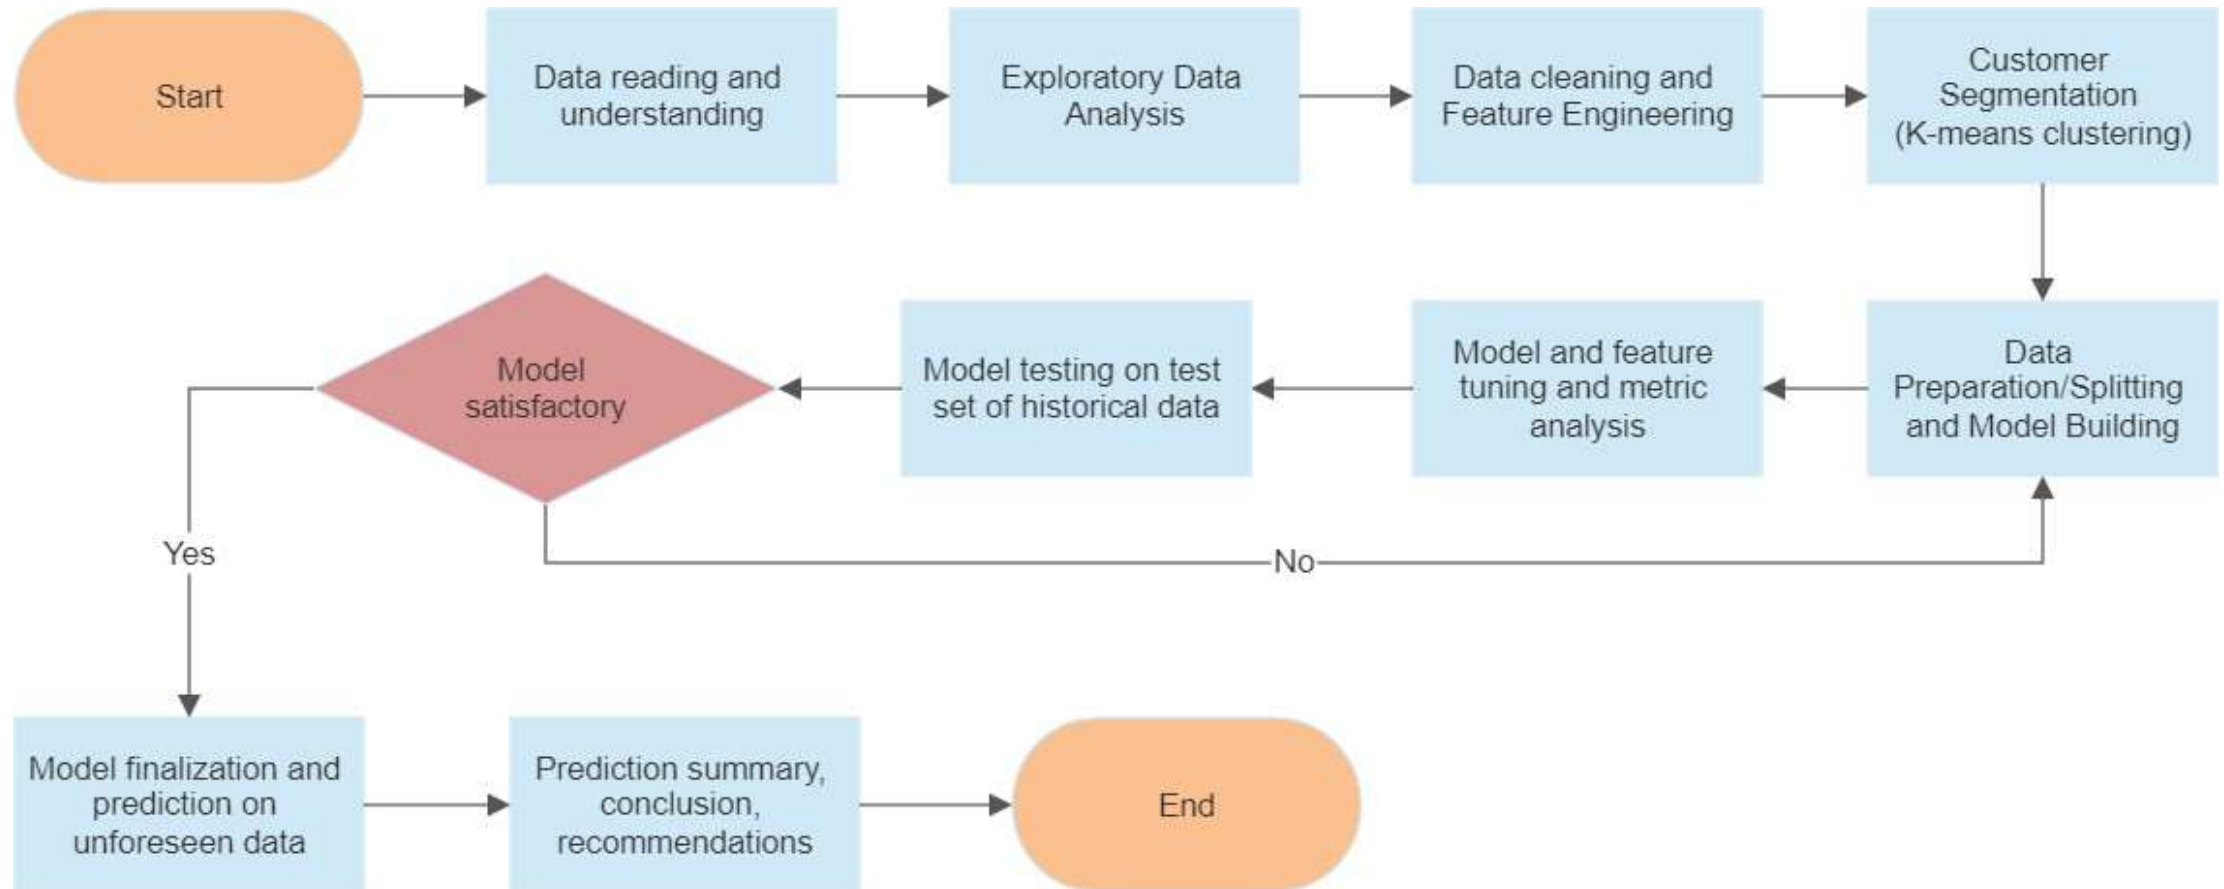 Start
Data reading and
understanding
Exploratory Data
Analysis
Data cleaning and
Feature Engineering
Customer
Segmentation
(K-means clustering)
Model
satisfactory
Model testing on test
set of historical data
Model and feature
tuning and metric
analysis
Data
Preparation/Splitting
and Model Building
Yes
No
Model finalization and
prediction on
unforeseen data
Prediction summary,
conclusion,
recommendations
End